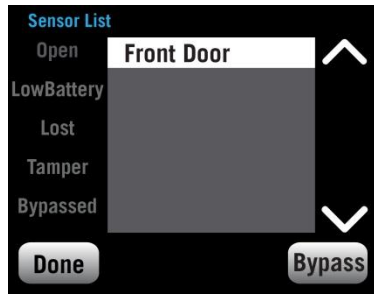 Sensor List
Open
Front Door
LowBattery
Lost
Tamper
Bypassed
Done
Bypass